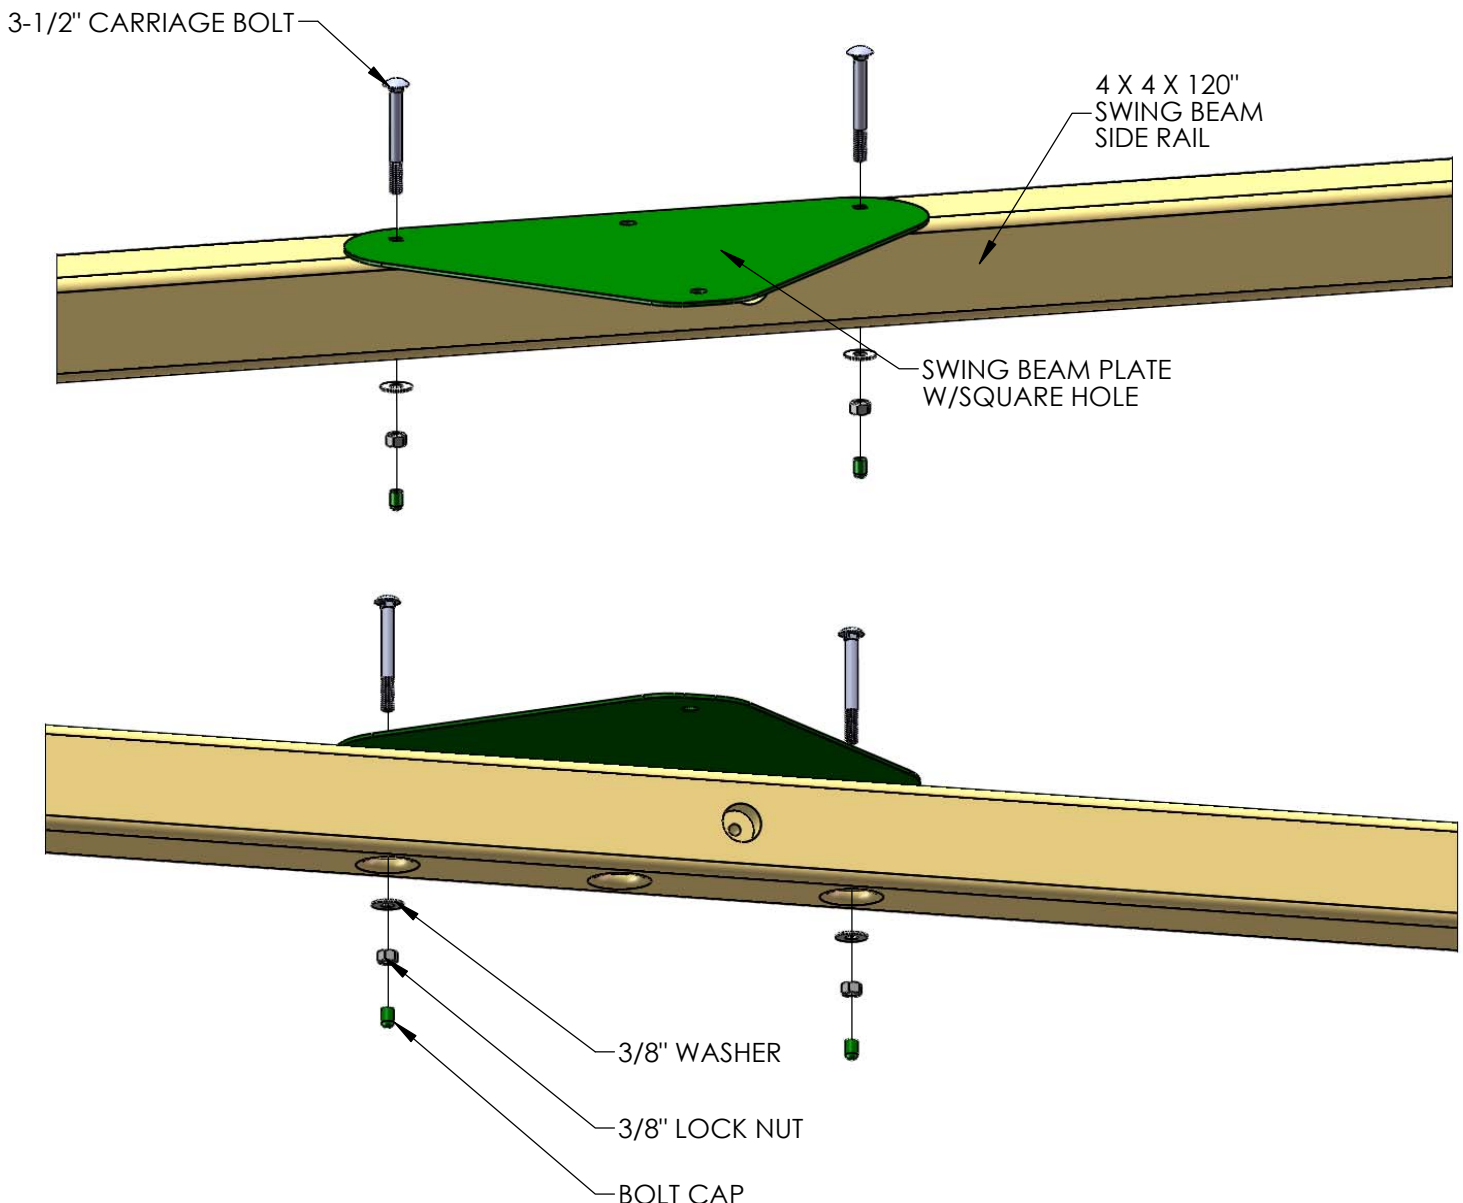 3-1/2" CARRIAGE BOLT
4 X 4 X 120"
SWING BEAM
SIDE RAIL
SWING BEAM PLATE
W/SQUARE HOLE
3/8" WASHER
3/8" LOCK NUT
BOLT CAP